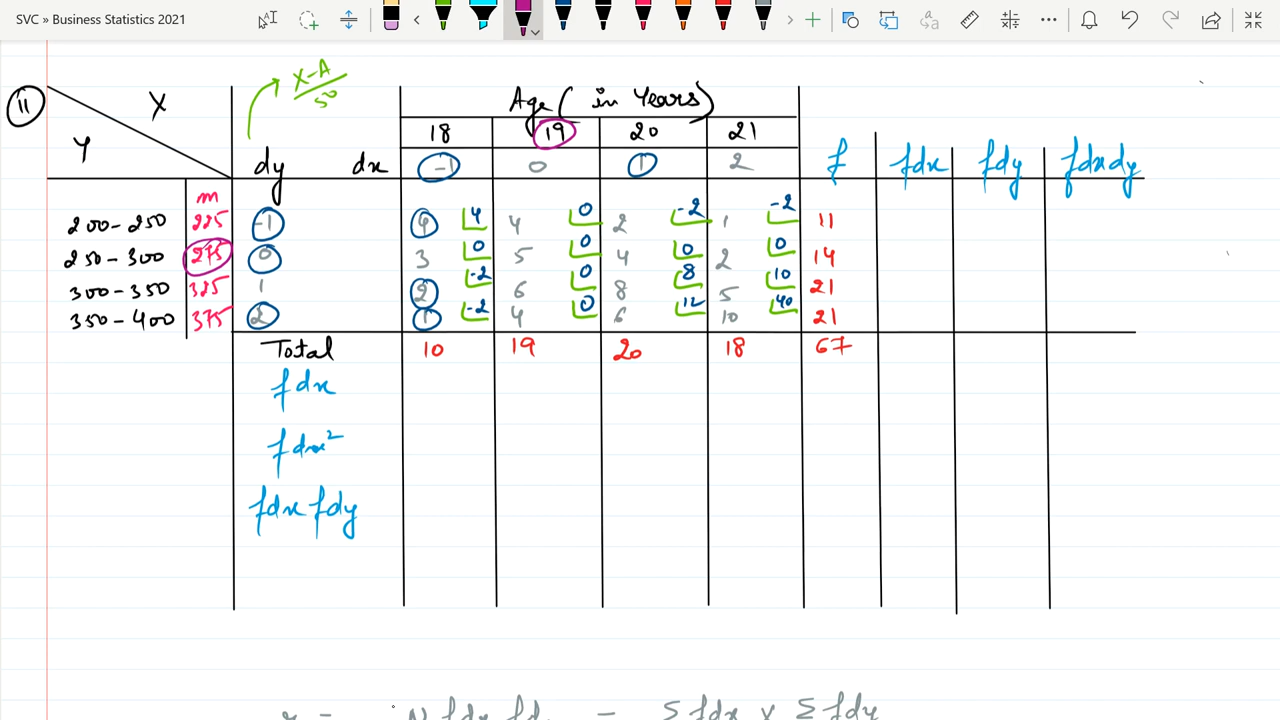 SVC » Business Statistics 2021
11
X
Y
X-A
50
Age ( in Years)
18 19 20 21
dy dx -1 0 1 2 f fdx fdy fdxdy
m
200-250 225 -1 4 4 4 0 2 -2 1 -2 11
250-300 275 0 3 0 5 0 4 0 2 0 14
300-350 325 1 2 -2 6 0 8 8 5 10 21
350-400 375 2 1 -2 4 0 6 12 10 40 21
Total 10 19 20 18 67
fdx
fdx²
fdx fdy
N fdx fdy - Σfdx x Σfdy